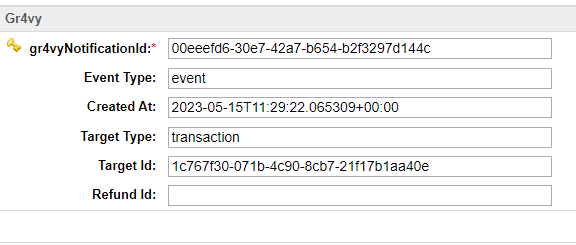 Gr4vy
gr4vyNotificationId:* 00eeefd6-30e7-42a7-b654-b2f3297d144c
Event Type: event
Created At: 2023-05-15T11:29:22.065309+00:00
Target Type: transaction
Target Id: 1c767f30-071b-4c90-8cb7-21f17b1aa40e
Refund Id: